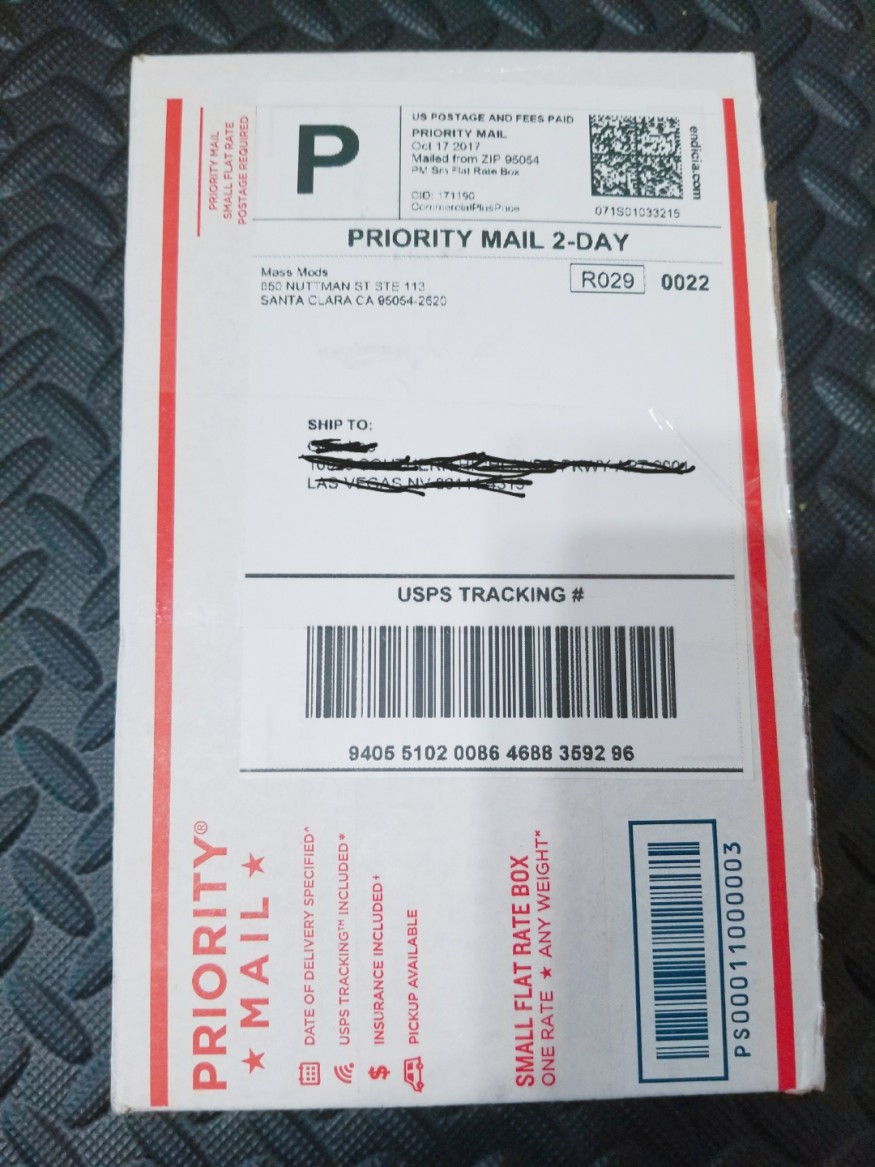 PRIORITY MAIL
SMALL FLAT RATE
POSTAGE REQUIRED
P
US POSTAGE AND FEES PAID
PRIORITY MAIL
Oct 17 2017
Mailed from ZIP 95054
PM Sm Flat Rate Box
CID: 171190
CommercialPlusPrice
endicia.com
071S01033215
PRIORITY MAIL 2-DAY
Mass Mods
850 NUTTMAN ST STE 113
SANTA CLARA CA 95054-2620
R029
0022
SHIP TO:
USPS TRACKING #
9405 5102 0086 4688 3592 96
PRIORITY®
★ MAIL ★
DATE OF DELIVERY SPECIFIED^
USPS TRACKING™ INCLUDED*
$ INSURANCE INCLUDED+
PICKUP AVAILABLE
SMALL FLAT RATE BOX
ONE RATE ★ ANY WEIGHT*
PS00011000003